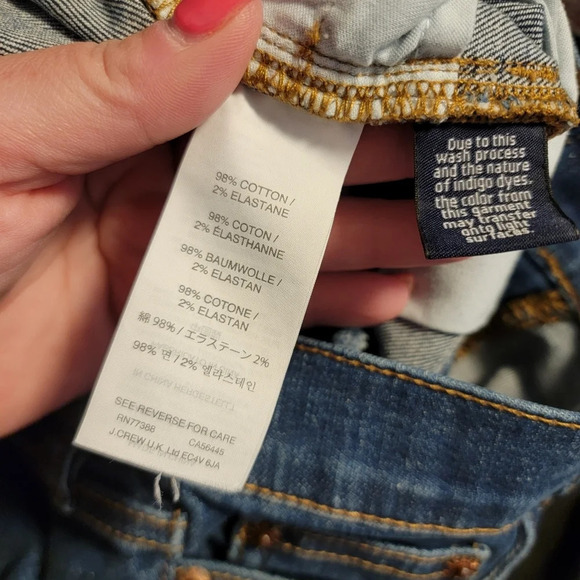 98% COTTON /
2% ELASTANE
98% COTON /
2% ÉLASTHANNE
98% BAUMWOLLE /
2% ELASTAN
98% COTONE /
2% ELASTAN
綿 98% / エラステーン 2%
98% 면 / 2% 엘라스테인
SEE REVERSE FOR CARE
RN77388 CA56445
J.CREW U.K. Ltd EC4V 6JA
Due to this
wash process
and the nature
of indigo dyes.
the color from
this garment
may transfer
onto light
surfaces.